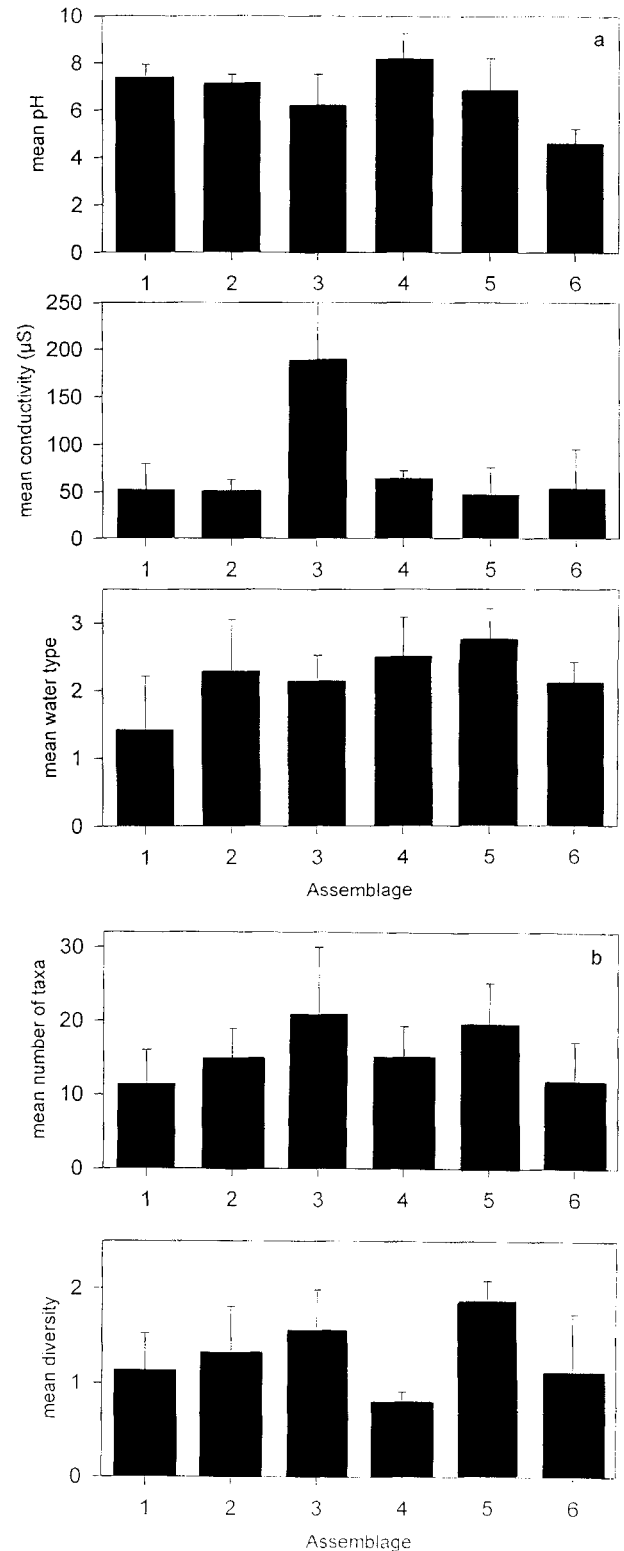 10
8
6
4
2
0
mean pH
a
1 2 3 4 5 6
250
200
150
100
50
0
mean conductivity (µS)
1 2 3 4 5 6
3
2
1
0
mean water type
1 2 3 4 5 6
Assemblage
30
20
10
0
mean number of taxa
b
1 2 3 4 5 6
2
1
0
mean diversity
1 2 3 4 5 6
Assemblage